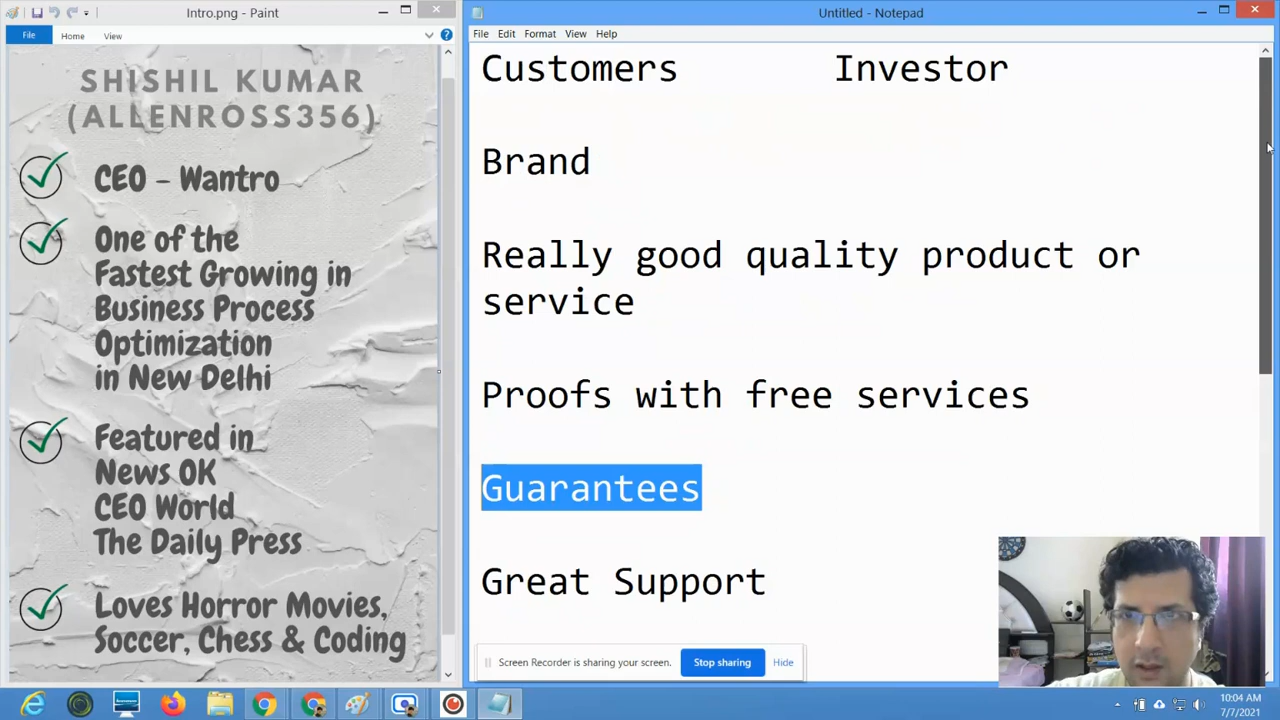 Intro.png - Paint
File Home View
SHISHIL KUMAR
(ALLENROSS356)
CEO - Wantro
One of the
Fastest Growing in
Business Process
Optimization
in New Delhi
Featured in
News OK
CEO World
The Daily Press
Loves Horror Movies,
Soccer, Chess & Coding
Untitled - Notepad
File Edit Format View Help
Customers Investor
Brand
Really good quality product or
service
Proofs with free services
Guarantees
Great Support
Screen Recorder is sharing your screen. Stop sharing Hide
10:04 AM
7/7/2021